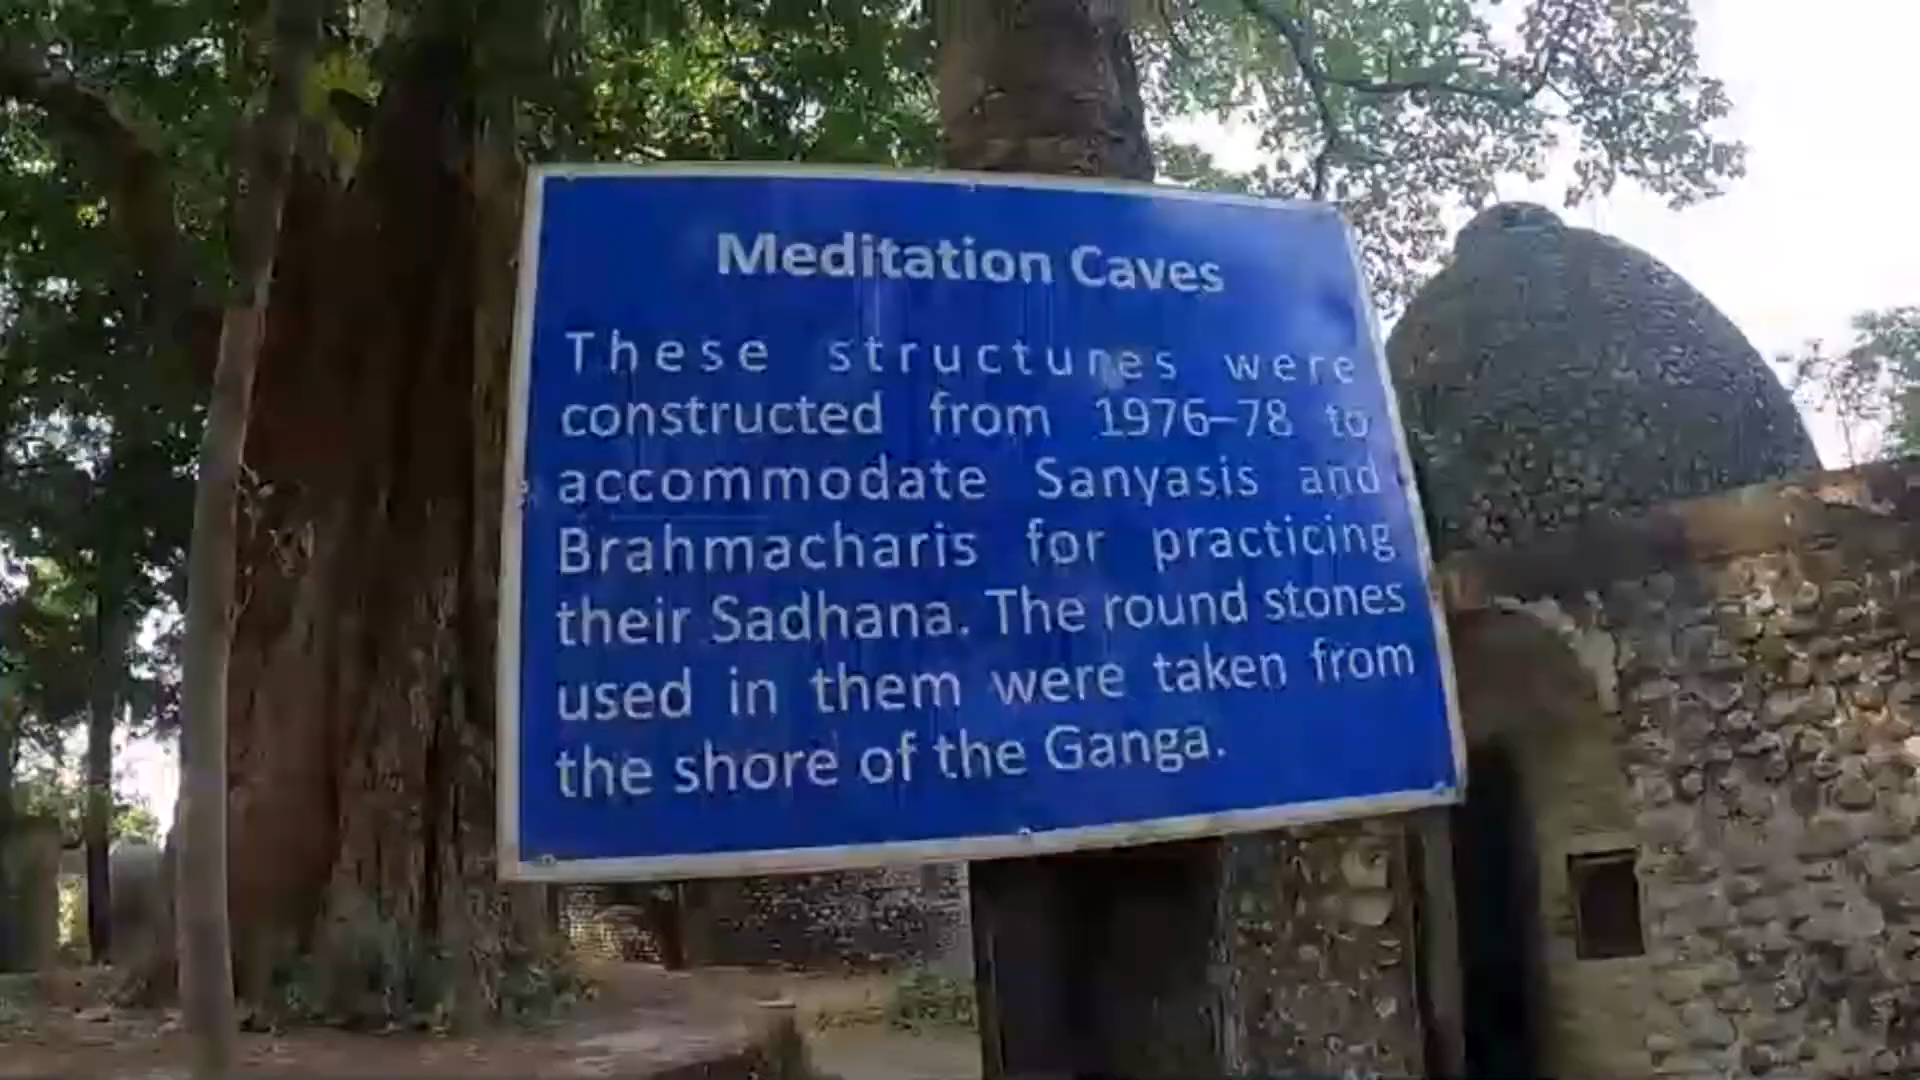 Meditation Caves
These structures were
constructed from 1976–78 to
accommodate Sanyasis and
Brahmacharis for practicing
their Sadhana. The round stones
used in them were taken from
the shore of the Ganga.